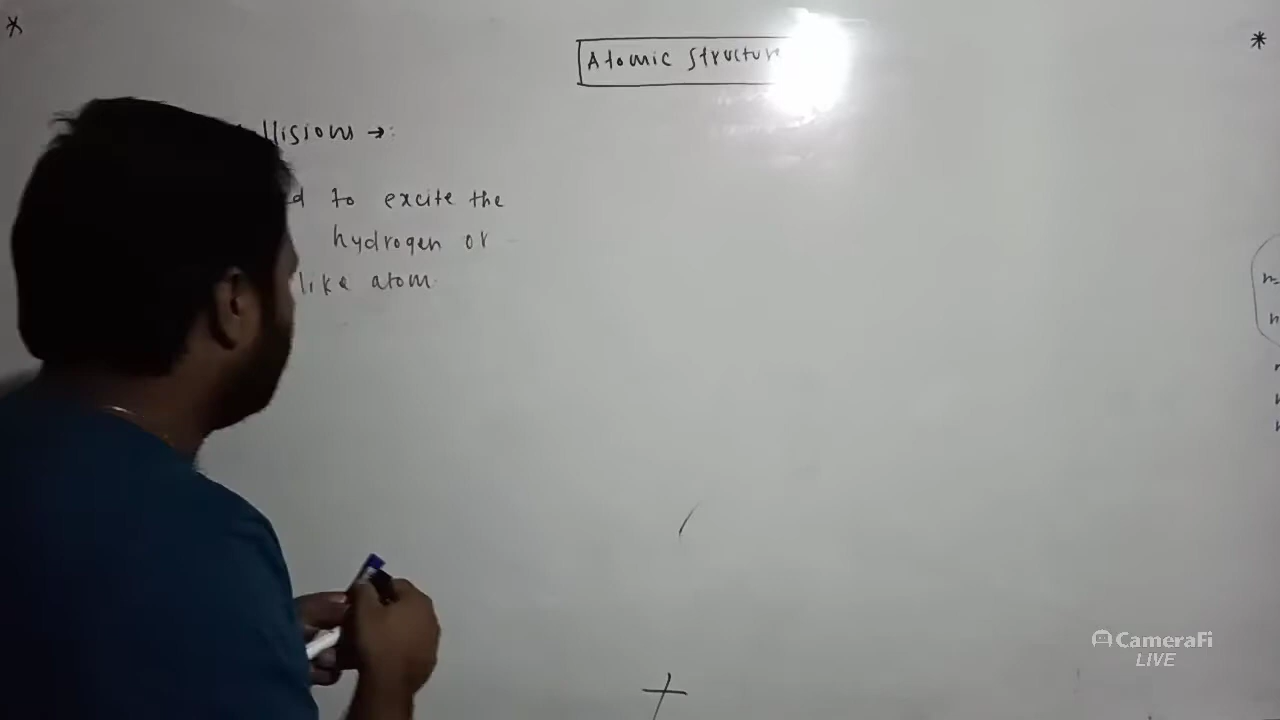 Atomic Structure
llisions →:
d to excite the
hydrogen or
like atom.
n=
n
CameraFi
LIVE